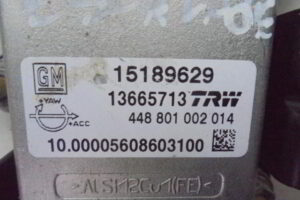 GM
15189629
+YAW
13665713 TRW
+ACC
448 801 002 014
10.00005608603100